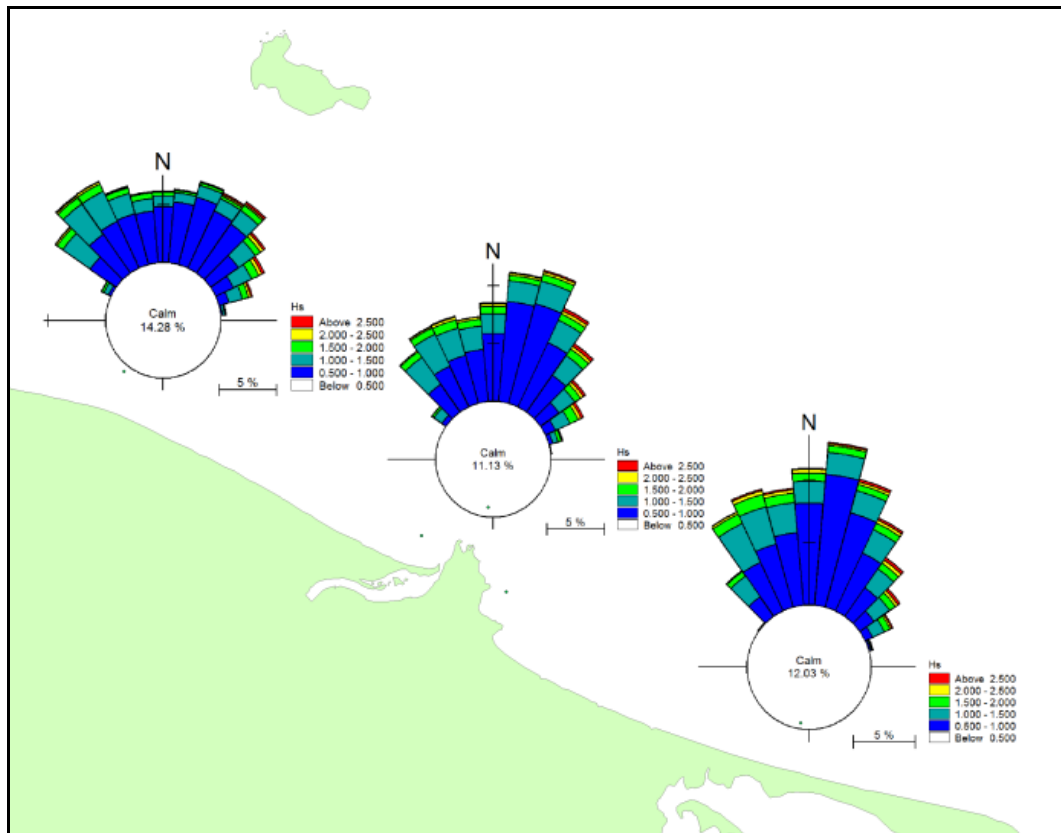 N
Calm
14.28 %
Hs
Above 2.500
2.000 - 2.500
1.500 - 2.000
1.000 - 1.500
0.500 - 1.000
Below 0.500
5 %
N
Calm
11.13 %
Hs
Above 2.500
2.000 - 2.500
1.500 - 2.000
1.000 - 1.500
0.500 - 1.000
Below 0.500
5 %
N
Calm
12.03 %
Hs
Above 2.500
2.000 - 2.500
1.500 - 2.000
1.000 - 1.500
0.500 - 1.000
Below 0.500
5 %